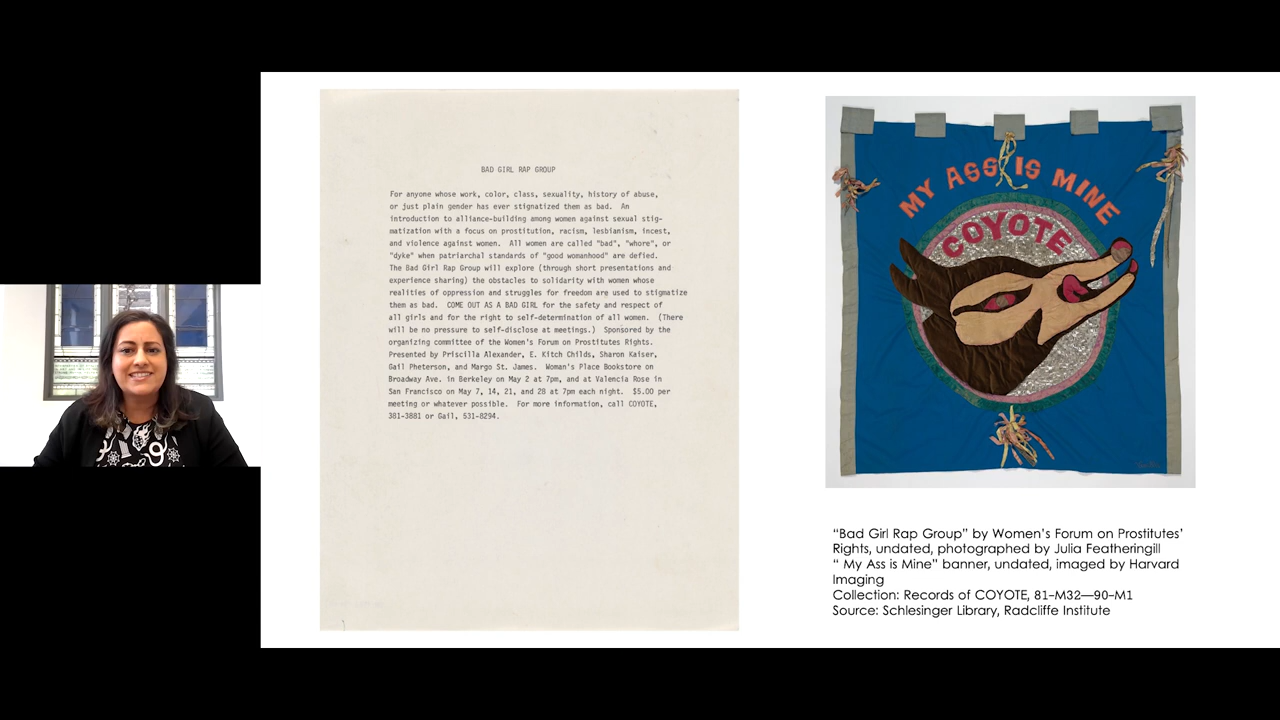 BAD GIRL RAP GROUP
For anyone whose work, color, class, sexuality, history of abuse,
or just plain gender has ever stigmatized them as bad. An
introduction to alliance-building among women against sexual stig-
matization with a focus on prostitution, racism, lesbianism, incest,
and violence against women. All women are called "bad", "whore", or
"dyke" when patriarchal standards of "good womanhood" are defied.
The Bad Girl Rap Group will explore (through short presentations and
experience sharing) the obstacles to solidarity with women whose
realities of oppression and struggles for freedom are used to stigmatize
them as bad. COME OUT AS A BAD GIRL for the safety and respect of
all girls and for the right to self-determination of all women. (There
will be no pressure to self-disclose at meetings.) Sponsored by the
organizing committee of the Women's Forum on Prostitutes Rights.
Presented by Priscilla Alexander, E. Kitch Childs, Sharon Kaiser,
Gail Pheterson, and Margo St. James. Woman's Place Bookstore on
Broadway Ave. in Berkeley on May 2 at 7pm, and at Valencia Rose in
San Francisco on May 7, 14, 21, and 28 at 7pm each night. $5.00 per
meeting or whatever possible. For more information, call COYOTE,
381-3881 or Gail, 531-8294.
MY ASS IS MINE
COYOTE
“Bad Girl Rap Group” by Women’s Forum on Prostitutes’
Rights, undated, photographed by Julia Featheringill
“ My Ass is Mine” banner, undated, imaged by Harvard
Imaging
Collection: Records of COYOTE, 81-M32—90-M1
Source: Schlesinger Library, Radcliffe Institute